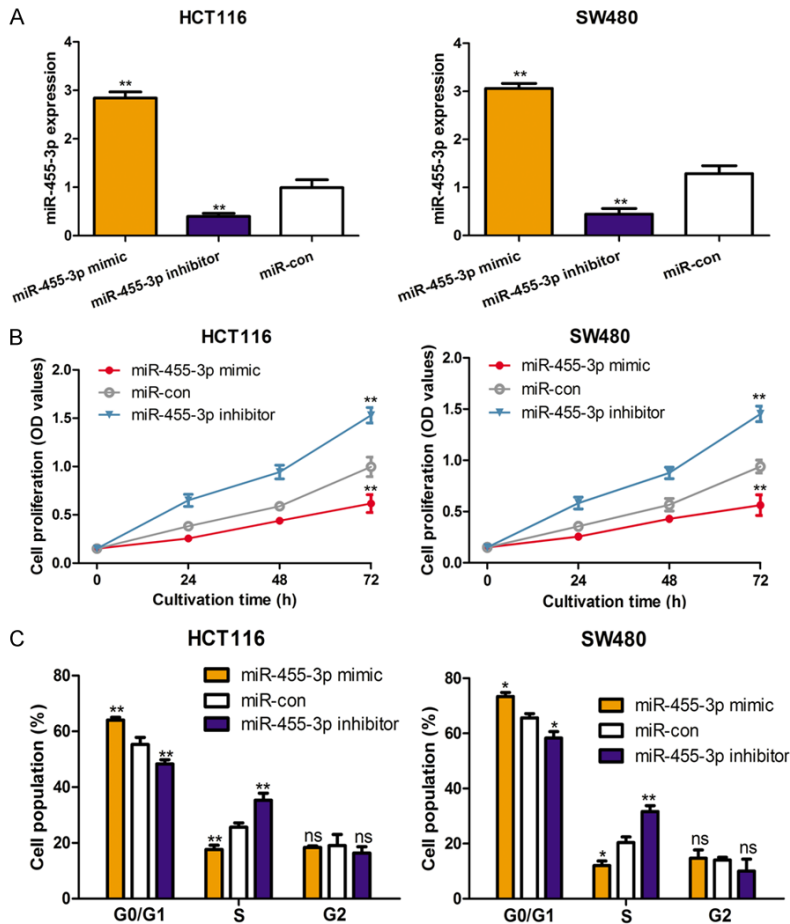 A
HCT116
miR-455-3p expression
4
3
2
1
0
**
**
miR-455-3p mimic
miR-455-3p inhibitor
miR-con
SW480
miR-455-3p expression
4
3
2
1
0
**
**
miR-455-3p mimic
miR-455-3p inhibitor
miR-con
B
HCT116
Cell proliferation (OD values)
2.0
1.5
1.0
0.5
0.0
miR-455-3p mimic
miR-con
miR-455-3p inhibitor
**
**
0 24 48 72
Cultivation time (h)
SW480
Cell proliferation (OD values)
2.0
1.5
1.0
0.5
0.0
miR-455-3p mimic
miR-con
miR-455-3p inhibitor
**
**
0 24 48 72
Cultivation time (h)
C
HCT116
Cell population (%)
80
60
40
20
0
miR-455-3p mimic
miR-con
miR-455-3p inhibitor
** **
** **
ns ns
G0/G1 S G2
SW480
Cell population (%)
80
60
40
20
0
miR-455-3p mimic
miR-con
miR-455-3p inhibitor
* *
* **
ns ns
G0/G1 S G2